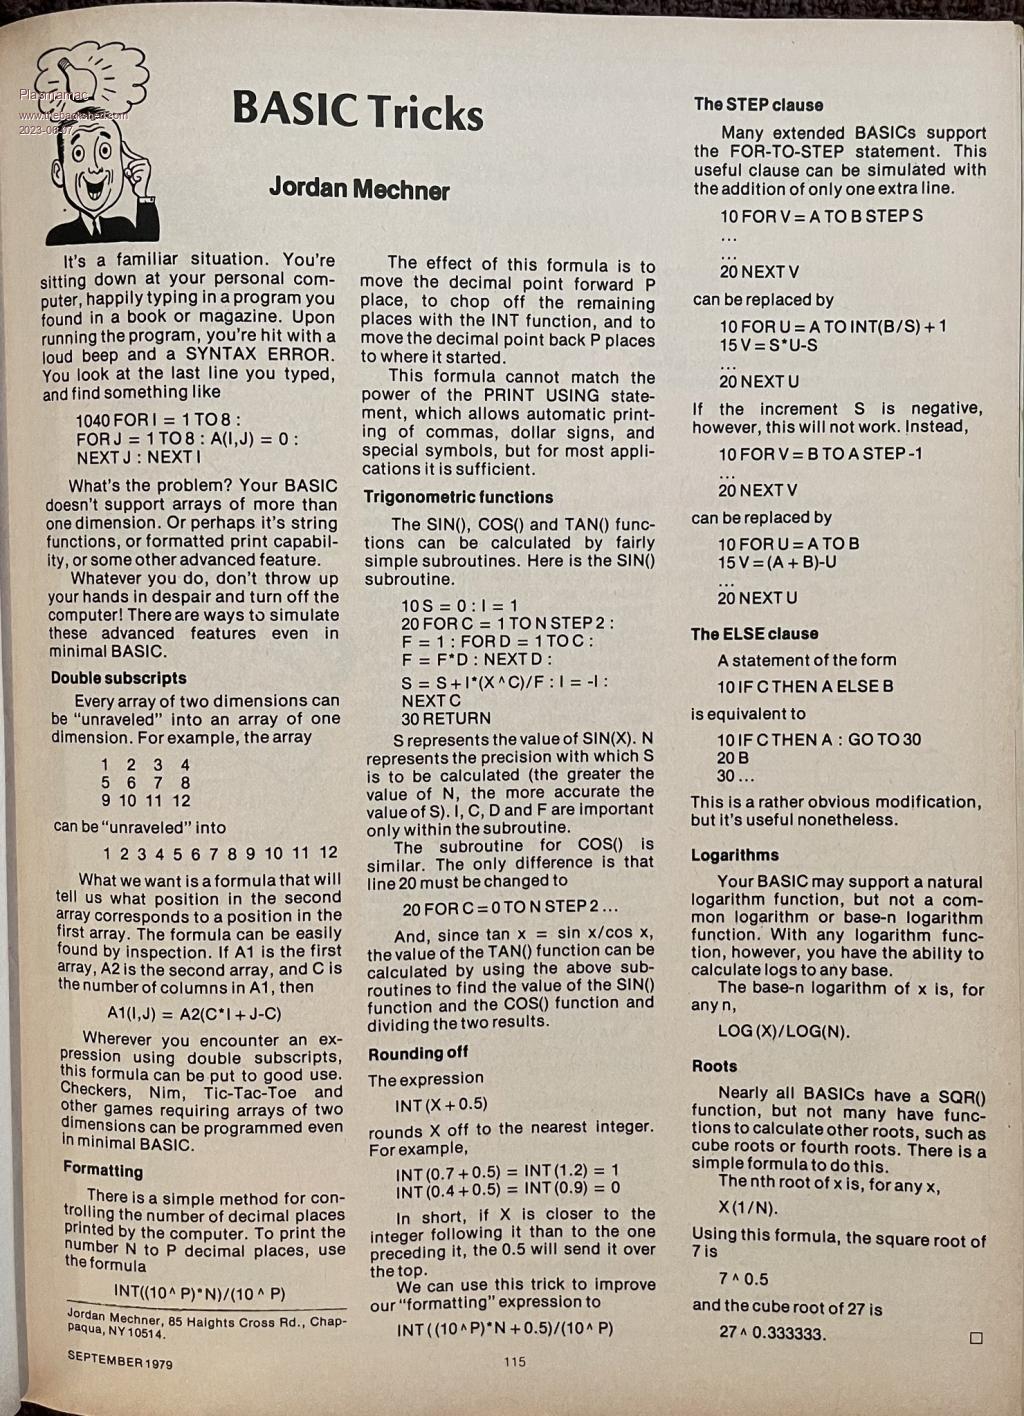 Plasmamac
www.thebackshed.com
2023-08-07
BASIC Tricks
Jordan Mechner
It's a familiar situation. You're
sitting down at your personal com-
puter, happily typing in a program you
found in a book or magazine. Upon
running the program, you're hit with a
loud beep and a SYNTAX ERROR.
You look at the last line you typed,
and find something like
1040 FOR I = 1 TO 8 :
FOR J = 1 TO 8 : A(I,J) = 0 :
NEXT J : NEXT I
What's the problem? Your BASIC
doesn't support arrays of more than
one dimension. Or perhaps it's string
functions, or formatted print capabil-
ity, or some other advanced feature.
Whatever you do, don't throw up
your hands in despair and turn off the
computer! There are ways to simulate
these advanced features even in
minimal BASIC.
Double subscripts
Every array of two dimensions can
be "unraveled" into an array of one
dimension. For example, the array
1 2 3 4
5 6 7 8
9 10 11 12
can be "unraveled" into
1 2 3 4 5 6 7 8 9 10 11 12
What we want is a formula that will
tell us what position in the second
array corresponds to a position in the
first array. The formula can be easily
found by inspection. If A1 is the first
array, A2 is the second array, and C is
the number of columns in A1, then
A1(I,J) = A2(C*I + J-C)
Wherever you encounter an ex-
pression using double subscripts,
this formula can be put to good use.
Checkers, Nim, Tic-Tac-Toe and
other games requiring arrays of two
dimensions can be programmed even
in minimal BASIC.
Formatting
There is a simple method for con-
trolling the number of decimal places
printed by the computer. To print the
number N to P decimal places, use
the formula
INT((10^ P)*N)/(10 ^ P)
Jordan Mechner, 85 Haights Cross Rd., Chap-
paqua, NY 10514.
The effect of this formula is to
move the decimal point forward P
place, to chop off the remaining
places with the INT function, and to
move the decimal point back P places
to where it started.
This formula cannot match the
power of the PRINT USING state-
ment, which allows automatic print-
ing of commas, dollar signs, and
special symbols, but for most appli-
cations it is sufficient.
Trigonometric functions
The SIN(), COS() and TAN() func-
tions can be calculated by fairly
simple subroutines. Here is the SIN()
subroutine.
10 S = 0 : I = 1
20 FOR C = 1 TO N STEP 2 :
F = 1 : FOR D = 1 TO C :
F = F*D : NEXT D :
S = S + I*(X ^ C)/F : I = -I :
NEXT C
30 RETURN
S represents the value of SIN(X). N
represents the precision with which S
is to be calculated (the greater the
value of N, the more accurate the
value of S). I, C, D and F are important
only within the subroutine.
The subroutine for COS() is
similar. The only difference is that
line 20 must be changed to
20 FOR C = 0 TO N STEP 2 ...
And, since tan x = sin x/cos x,
the value of the TAN() function can be
calculated by using the above sub-
routines to find the value of the SIN()
function and the COS() function and
dividing the two results.
Rounding off
The expression
INT (X + 0.5)
rounds X off to the nearest integer.
For example,
INT (0.7 + 0.5) = INT (1.2) = 1
INT (0.4 + 0.5) = INT (0.9) = 0
In short, if X is closer to the
integer following it than to the one
preceding it, the 0.5 will send it over
the top.
We can use this trick to improve
our "formatting" expression to
INT ((10 ^ P)*N + 0.5)/(10 ^ P)
The STEP clause
Many extended BASICs support
the FOR-TO-STEP statement. This
useful clause can be simulated with
the addition of only one extra line.
10 FOR V = A TO B STEP S
...
...
20 NEXT V
can be replaced by
10 FOR U = A TO INT(B/S) + 1
15 V = S*U-S
...
20 NEXT U
If the increment S is negative,
however, this will not work. Instead,
10 FOR V = B TO A STEP -1
...
20 NEXT V
can be replaced by
10 FOR U = A TO B
15 V = (A + B)-U
...
20 NEXT U
The ELSE clause
A statement of the form
10 IF C THEN A ELSE B
is equivalent to
10 IF C THEN A : GO TO 30
20 B
30 ...
This is a rather obvious modification,
but it's useful nonetheless.
Logarithms
Your BASIC may support a natural
logarithm function, but not a com-
mon logarithm or base-n logarithm
function. With any logarithm func-
tion, however, you have the ability to
calculate logs to any base.
The base-n logarithm of x is, for
any n,
LOG (X)/LOG(N).
Roots
Nearly all BASICs have a SQR()
function, but not many have func-
tions to calculate other roots, such as
cube roots or fourth roots. There is a
simple formula to do this.
The nth root of x is, for any x,
X (1/N).
Using this formula, the square root of
7 is
7 ^ 0.5
and the cube root of 27 is
27 ^ 0.333333.
SEPTEMBER 1979
115